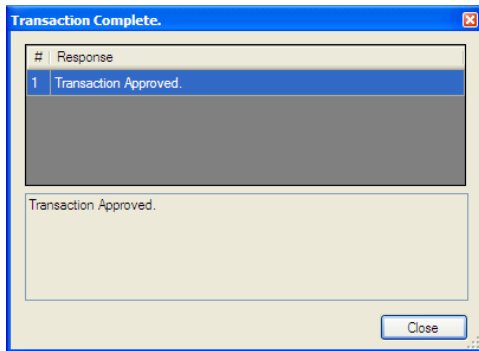 Transaction Complete.
# Response
1 Transaction Approved.
Transaction Approved.
Close